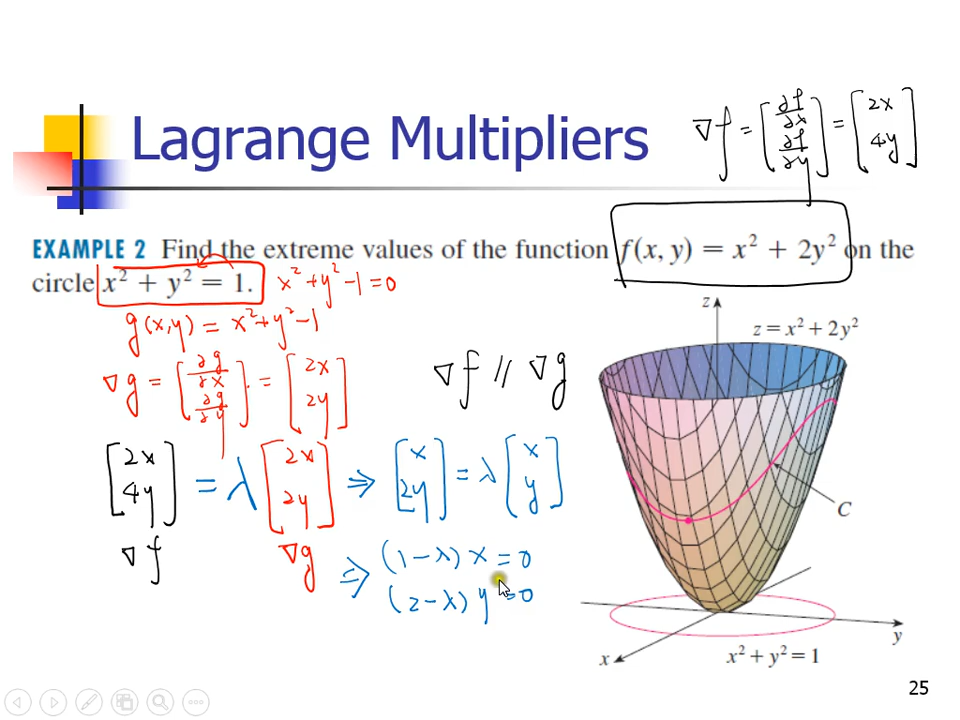 Lagrange Multipliers
∇f = [∂f/∂x ∂f/∂y] = [2x 4y]
EXAMPLE 2 Find the extreme values of the function f(x, y) = x² + 2y² on the
circle x² + y² = 1. x²+y²-1=0
g(x,y) = x²+y²-1
∇g = [∂g/∂x ∂g/∂y] = [2x 2y]
∇f // ∇g
[2x 4y] = λ [2x 2y] ⇒ [x 2y] = λ [x y]
∇f ∇g
⇒ (1-λ) x = 0
(2-λ) y = 0
z
z = x² + 2y²
C
x
y
x² + y² = 1
25